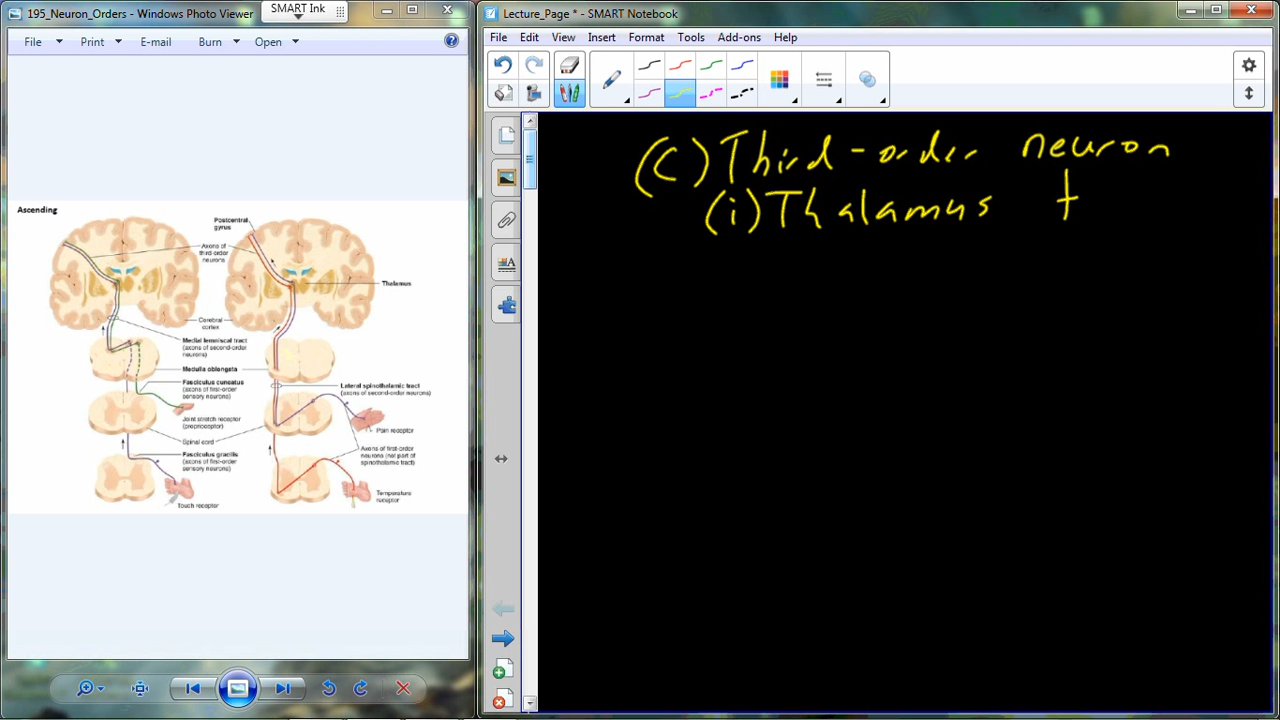 195_Neuron_Orders - Windows Photo Viewer
SMART Ink
File Print E-mail Burn Open
Ascending
Postcentral
gyrus
Axons of
third-order
neurons
Thalamus
Cerebral
cortex
Medial lemniscal tract
(axons of second-order
neurons)
Medulla oblongata
Fasciculus cuneatus
(axons of first-order
sensory neurons)
Lateral spinothalamic tract
(axons of second-order neurons)
Joint stretch receptor
(proprioceptor)
Pain receptor
Spinal cord
Axons of first-order
neurons (not part of
spinothalamic tract)
Fasciculus gracilis
(axons of first-order
sensory neurons)
Temperature
receptor
Touch receptor
Lecture_Page * - SMART Notebook
File Edit View Insert Format Tools Add-ons Help
(C) Third-order neuron
(i) Thalamus t